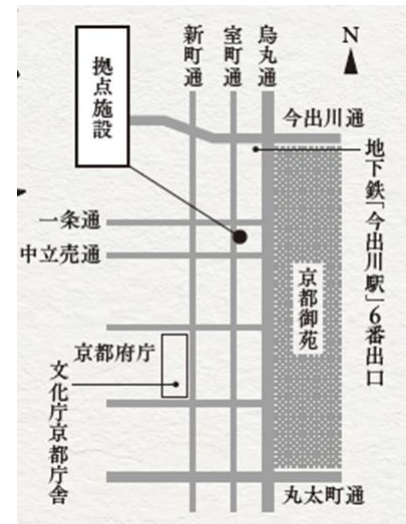 拠点施設
新町通
室町通
烏丸通
N
今出川通
地下鉄「今出川駅」6番出口
一条通
中立売通
京都御苑
京都府庁
文化庁京都庁舎
丸太町通